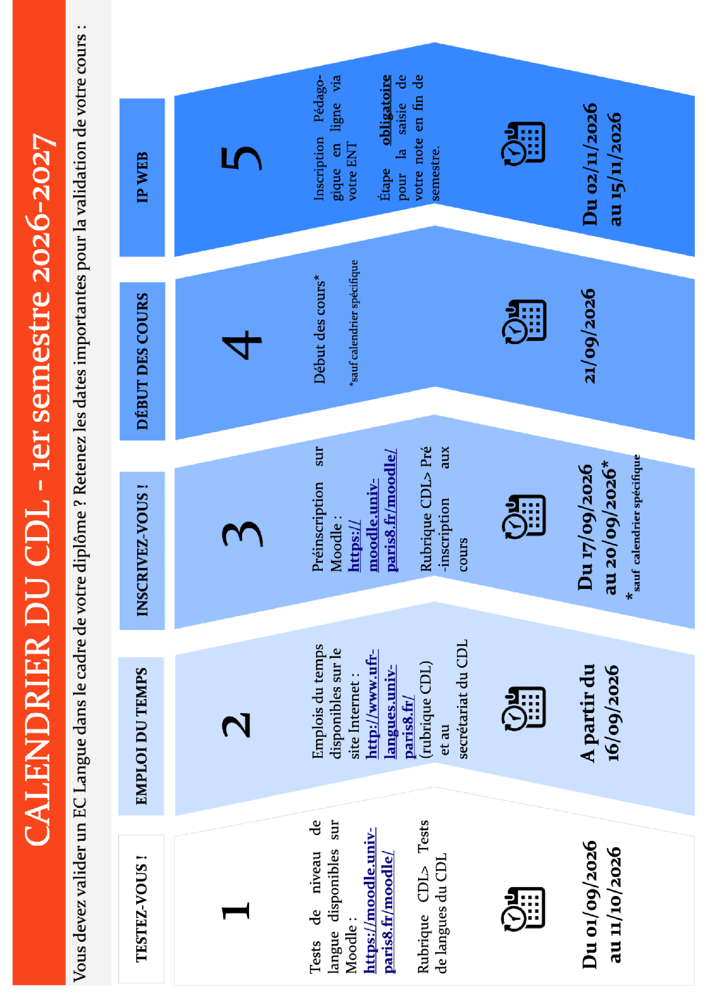 CALENDRIER DU CDL - 1er semestre 2026-2027
Vous devez valider un EC Langue dans le cadre de votre diplôme ? Retenez les dates importantes pour la validation de votre cours :
TESTEZ-VOUS !
1
Tests de niveau de
langue disponibles sur
Moodle :
https://moodle.univ-
paris8.fr/moodle/
Rubrique CDL> Tests
de langues du CDL
Du 01/09/2026
au 11/10/2026
EMPLOI DU TEMPS
2
Emplois du temps
disponibles sur le
site Internet :
http://www.ufr-
langues.univ-
paris8.fr/
(rubrique CDL)
et au
secrétariat du CDL
A partir du
16/09/2026
INSCRIVEZ-VOUS !
3
Préinscription sur
Moodle :
https://
moodle.univ-
paris8.fr/moodle/
Rubrique CDL> Pré
-inscription aux
cours
Du 17/09/2026
au 20/09/2026*
* sauf calendrier spécifique
DÉBUT DES COURS
4
Début des cours*
*sauf calendrier spécifique
21/09/2026
IP WEB
5
Inscription Pédago-
gique en ligne via
votre ENT
Étape obligatoire
pour la saisie de
votre note en fin de
semestre.
Du 02/11/2026
au 15/11/2026